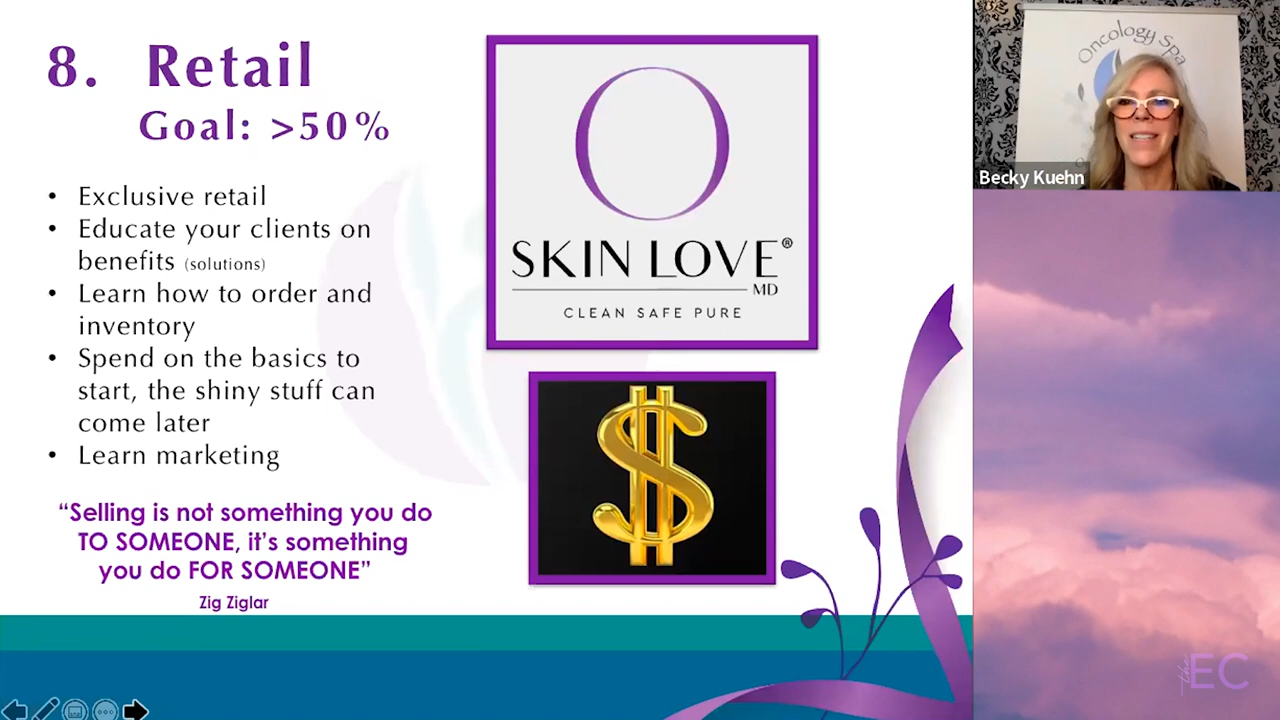 8. Retail
Goal: >50%
• Exclusive retail
• Educate your clients on
benefits (solutions)
• Learn how to order and
inventory
• Spend on the basics to
start, the shiny stuff can
come later
• Learn marketing
“Selling is not something you do
TO SOMEONE, it’s something
you do FOR SOMEONE”
Zig Ziglar
O
SKIN LOVE®
MD
CLEAN SAFE PURE
$
Oncology Spa
Becky Kuehn
the EC